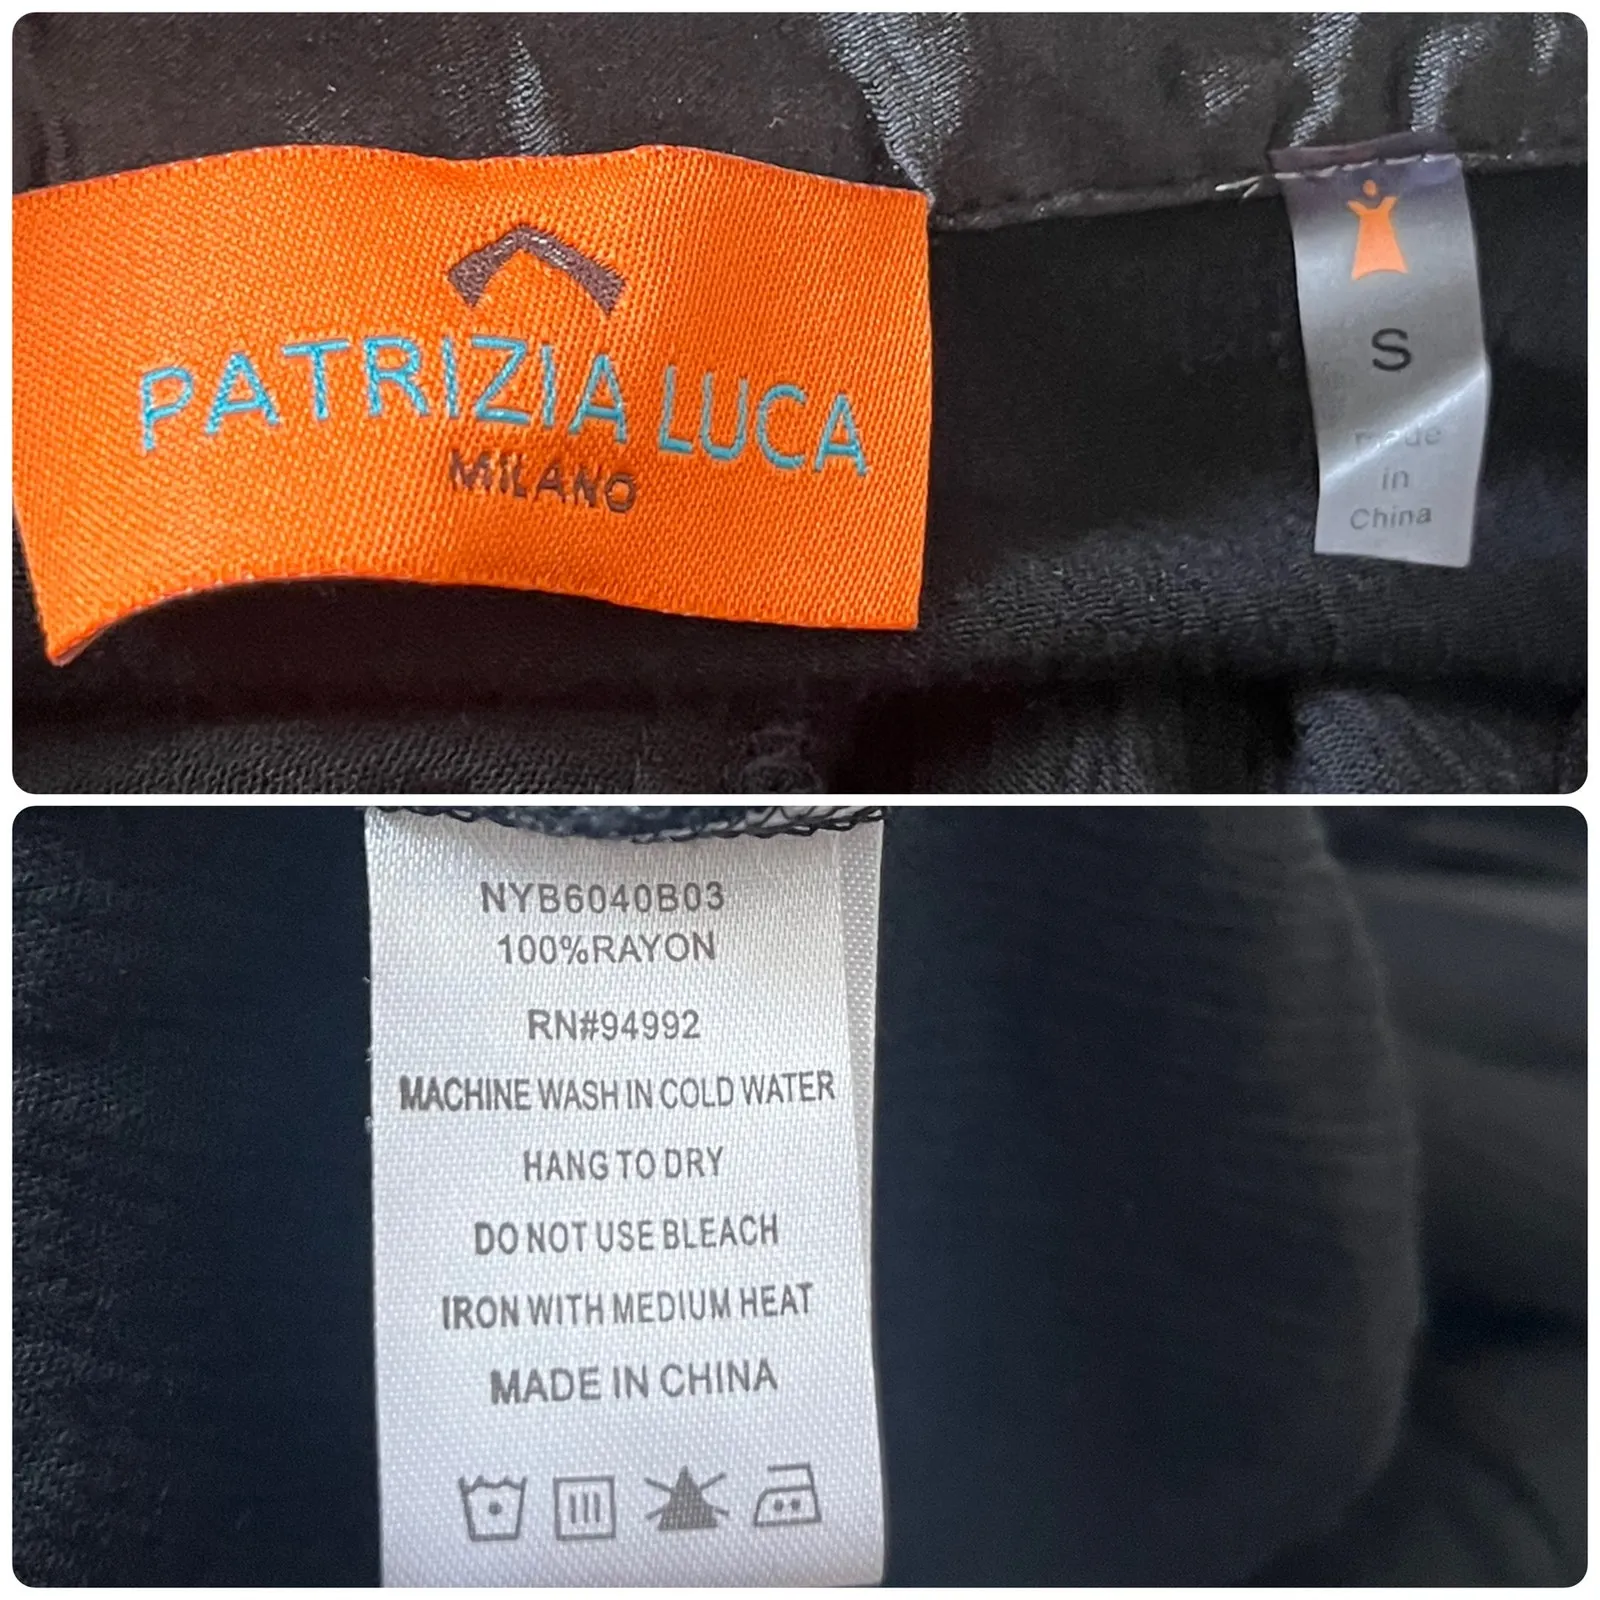 PATRIZIA LUCA
MILANO
S
made
in
China
NYB6040B03
100%RAYON
RN#94992
MACHINE WASH IN COLD WATER
HANG TO DRY
DO NOT USE BLEACH
IRON WITH MEDIUM HEAT
MADE IN CHINA